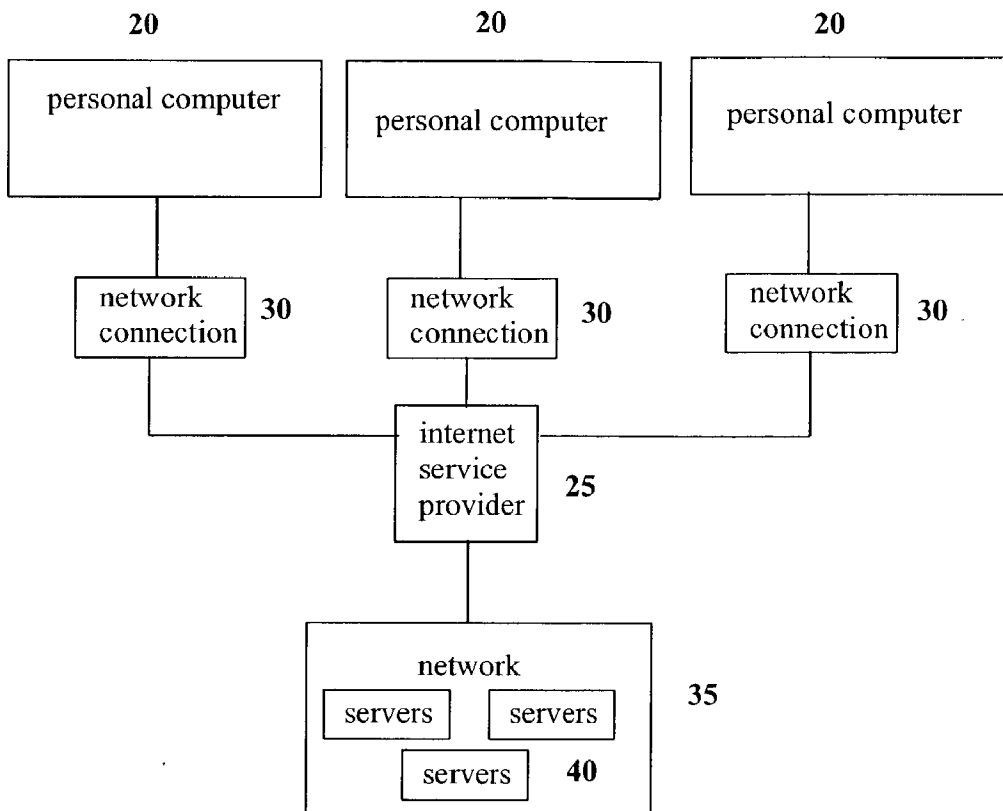 20 20 20
personal computer personal computer personal computer
network
connection
30
network
connection
30
network
connection
30
internet
service
provider
25
network
35
servers servers
servers
40